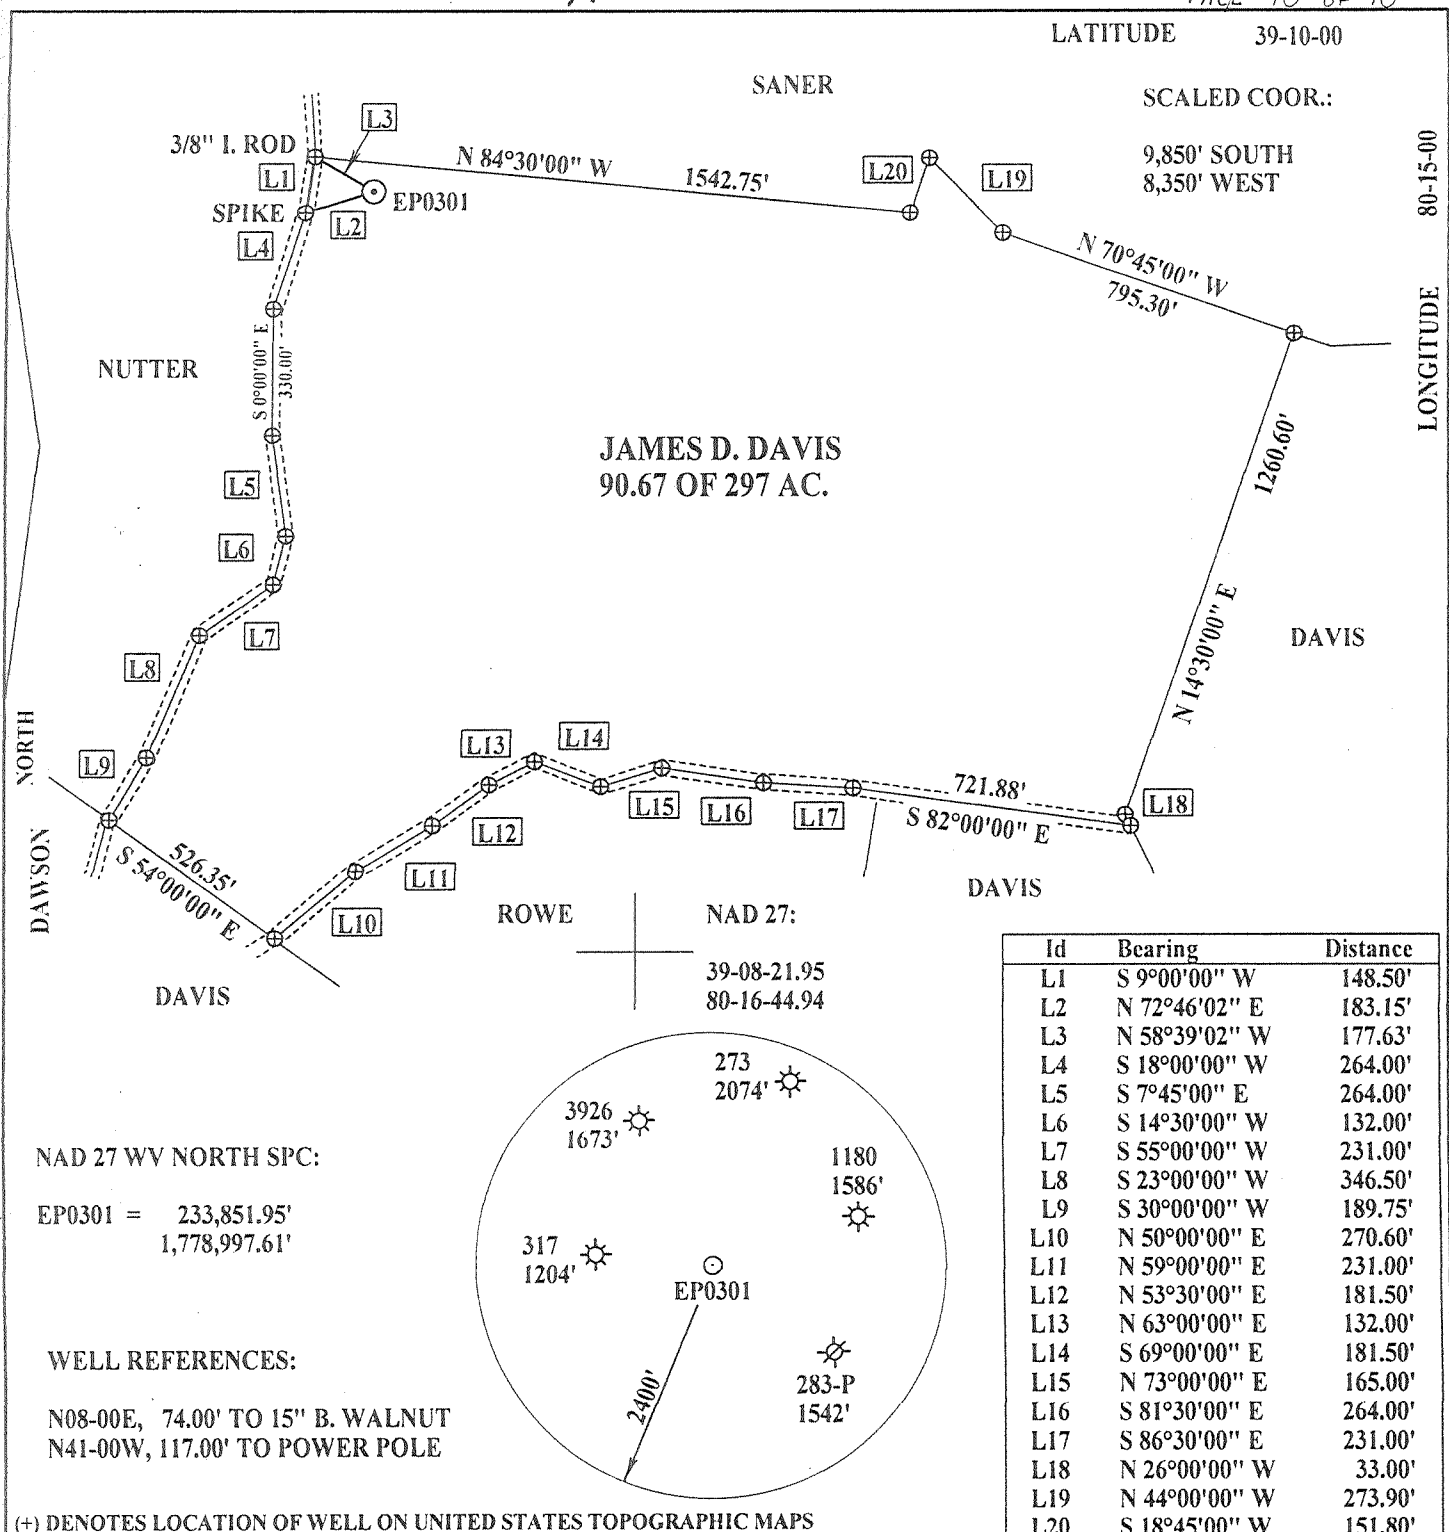 PAGE 10 OF 10
LATITUDE 39-10-00
SANER
SCALED COOR.:
9,850' SOUTH
8,350' WEST
LONGITUDE 80-15-00
3/8" I. ROD
L3
L1
EP0301
SPIKE
L2
L4
N 84°30'00" W 1542.75'
L20
L19
N 70°45'00" W
795.30'
NUTTER
S 0°00'00" E
330.00'
JAMES D. DAVIS
90.67 OF 297 AC.
1260.60'
N 14°30'00" E
DAVIS
L5
L6
L7
L8
L9
NORTH
DAWSON
526.35'
S 54°00'00" E
L13
L14
L15
L16
L17
L12
L11
L10
721.88'
S 82°00'00" E
L18
DAVIS
ROWE
DAVIS
NAD 27:
39-08-21.95
80-16-44.94
273
2074'
3926
1673'
1180
1586'
317
1204'
EP0301
283-P
1542'
2400'
NAD 27 WV NORTH SPC:
EP0301 = 233,851.95'
1,778,997.61'
WELL REFERENCES:
N08-00E, 74.00' TO 15" B. WALNUT
N41-00W, 117.00' TO POWER POLE
Id Bearing Distance
L1 S 9°00'00" W 148.50'
L2 N 72°46'02" E 183.15'
L3 N 58°39'02" W 177.63'
L4 S 18°00'00" W 264.00'
L5 S 7°45'00" E 264.00'
L6 S 14°30'00" W 132.00'
L7 S 55°00'00" W 231.00'
L8 S 23°00'00" W 346.50'
L9 S 30°00'00" W 189.75'
L10 N 50°00'00" E 270.60'
L11 N 59°00'00" E 231.00'
L12 N 53°30'00" E 181.50'
L13 N 63°00'00" E 132.00'
L14 S 69°00'00" E 181.50'
L15 N 73°00'00" E 165.00'
L16 S 81°30'00" E 264.00'
L17 S 86°30'00" E 231.00'
L18 N 26°00'00" W 33.00'
L19 N 44°00'00" W 273.90'
L20 S 18°45'00" W 151.80'
(+) DENOTES LOCATION OF WELL ON UNITED STATES TOPOGRAPHIC MAPS